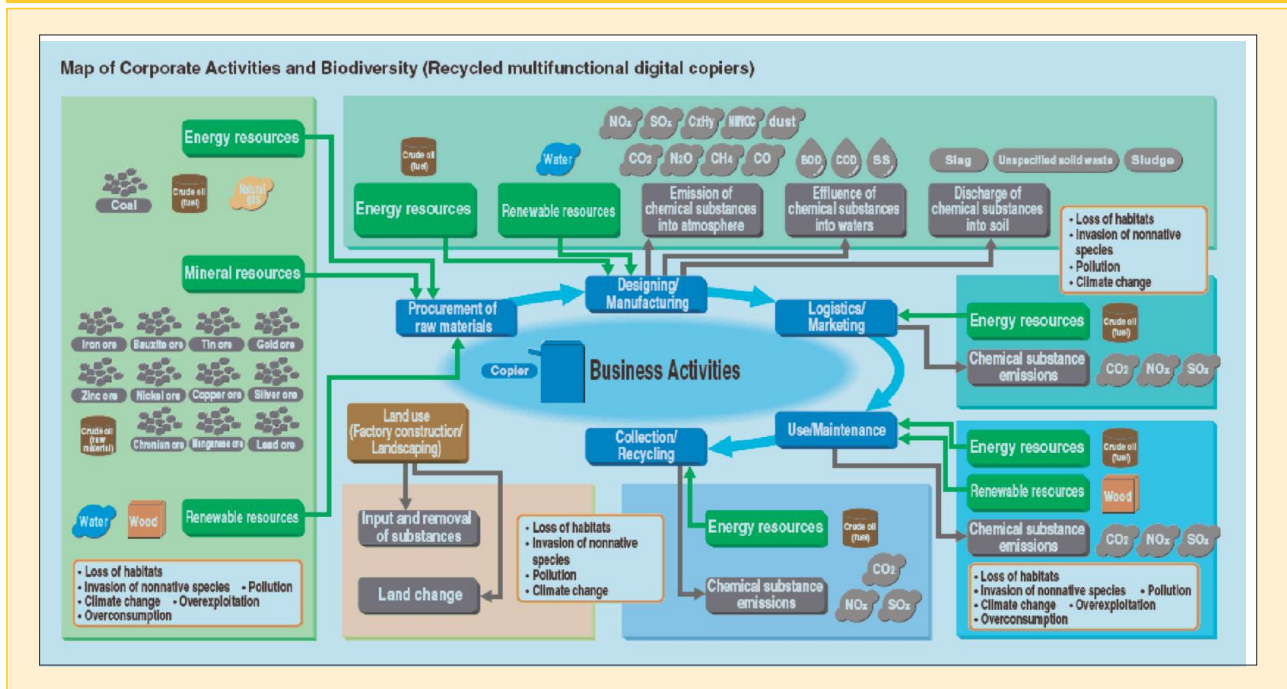 Map of Corporate Activities and Biodiversity (Recycled multifunctional digital copiers)
Energy resources
Coal
Crude oil
(fuel)
Natural
gas
Mineral resources
Iron ore
Bauxite ore
Tin ore
Gold ore
Zinc ore
Nickel ore
Copper ore
Silver ore
Crude oil
(raw
material)
Chromium ore
Manganese ore
Lead ore
Water
Wood
Renewable resources
• Loss of habitats
• Invasion of nonnative species • Pollution
• Climate change • Overexploitation
• Overconsumption
Crude oil
(fuel)
Energy resources
Water
Renewable resources
NOx
SOx
CxHy
NMVOC
dust
CO2
N2O
CH4
CO
Emission of
chemical substances
into atmosphere
BOD
COD
SS
Effluence of
chemical substances
into waters
Slag
Unspecified solid waste
Sludge
Discharge of
chemical substances
into soil
• Loss of habitats
• Invasion of nonnative
species
• Pollution
• Climate change
Procurement of
raw materials
Designing/
Manufacturing
Logistics/
Marketing
Energy resources
Crude oil
(fuel)
Chemical substance
emissions
CO2
NOx
SOx
Copier
Business Activities
Land use
(Factory construction/
Landscaping)
Collection/
Recycling
Use/Maintenance
Energy resources
Crude oil
(fuel)
Renewable resources
Wood
Chemical substance
emissions
CO2
NOx
SOx
• Loss of habitats
• Invasion of nonnative species • Pollution
• Climate change • Overexploitation
• Overconsumption
Input and removal
of substances
Land change
• Loss of habitats
• Invasion of nonnative
species
• Pollution
• Climate change
Energy resources
Crude oil
(fuel)
Chemical substance
emissions
CO2
NOx
SOx